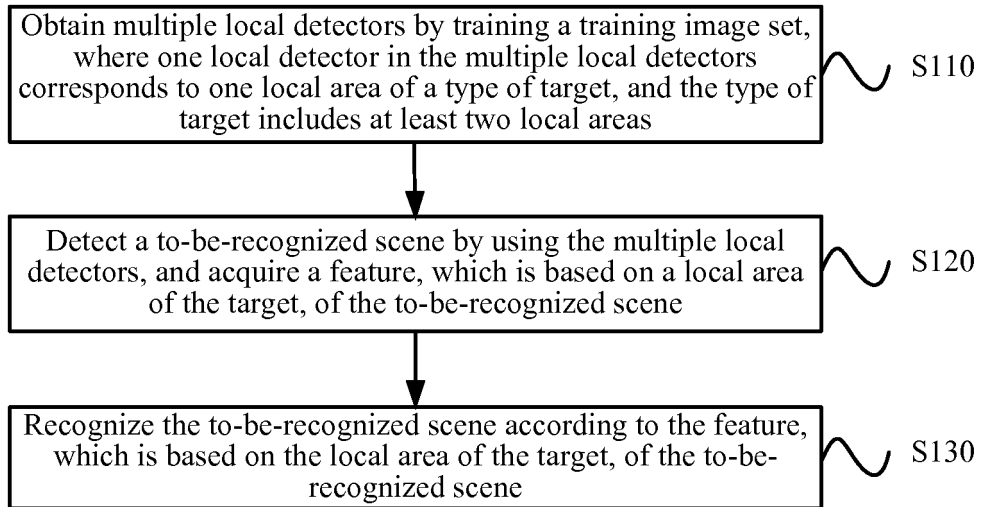 Obtain multiple local detectors by training a training image set,
where one local detector in the multiple local detectors
corresponds to one local area of a type of target, and the type of
target includes at least two local areas
S110
Detect a to-be-recognized scene by using the multiple local
detectors, and acquire a feature, which is based on a local area
of the target, of the to-be-recognized scene
S120
Recognize the to-be-recognized scene according to the feature,
which is based on the local area of the target, of the to-be-
recognized scene
S130